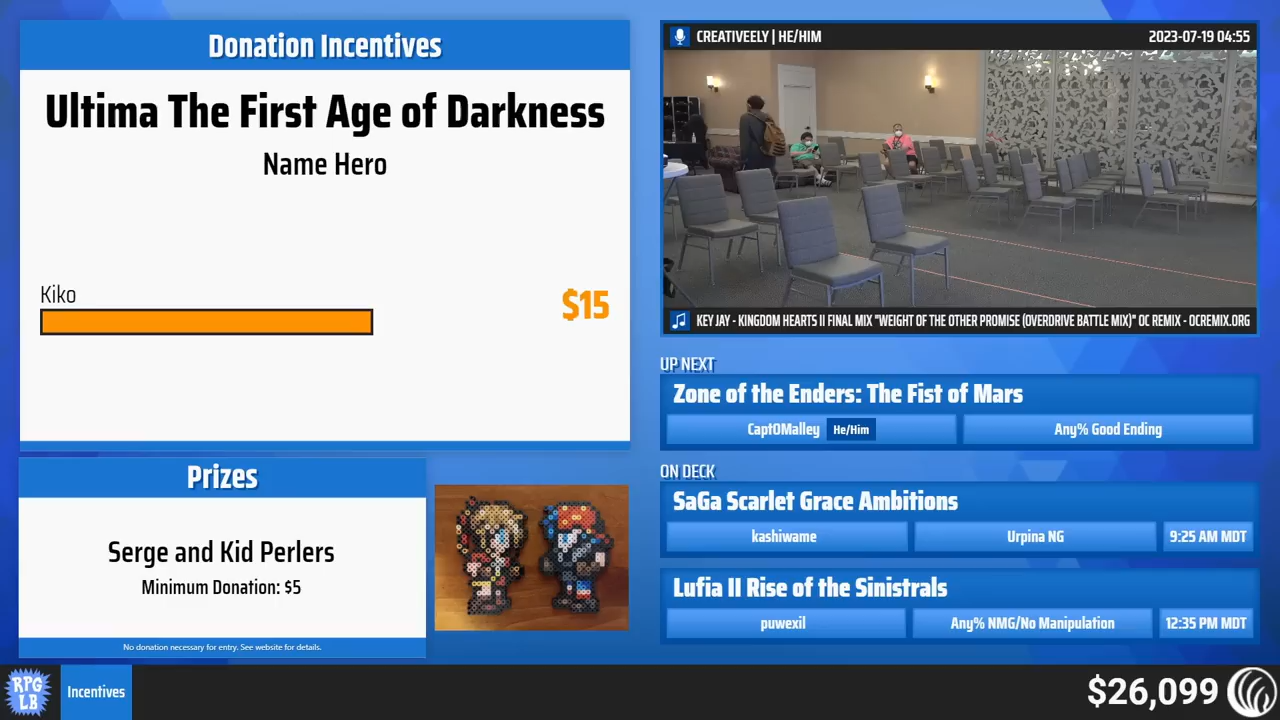 Donation Incentives
Ultima The First Age of Darkness
Name Hero
Kiko
$15
Prizes
Serge and Kid Perlers
Minimum Donation: $5
No donation necessary for entry. See website for details.
CREATIVEELY | HE/HIM
2023-07-19 04:55
KEY JAY - KINGDOM HEARTS II FINAL MIX "WEIGHT OF THE OTHER PROMISE (OVERDRIVE BATTLE MIX)" OC REMIX - OCREMIX.ORG
UP NEXT
Zone of the Enders: The Fist of Mars
CaptOMalley He/Him Any% Good Ending
ON DECK
SaGa Scarlet Grace Ambitions
kashiwame Urpina NG 9:25 AM MDT
Lufia II Rise of the Sinistrals
puwexil Any% NMG/No Manipulation 12:35 PM MDT
RPG
LB
Incentives
$26,099